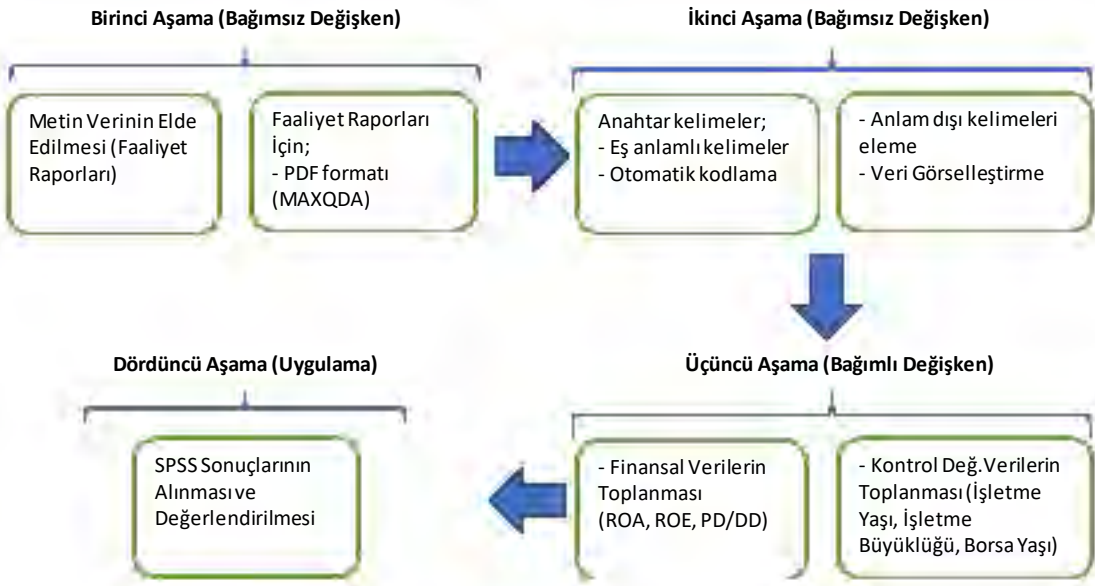 Birinci Aşama (Bağımsız Değişken)
Metin Verinin Elde
Edilmesi (Faaliyet
Raporları)
Faaliyet Raporları
İçin;
- PDF formatı
(MAXQDA)
İkinci Aşama (Bağımsız Değişken)
Anahtar kelimeler;
- Eş anlamlı kelimeler
- Otomatik kodlama
- Anlam dışı kelimeleri
eleme
- Veri Görselleştirme
Üçüncü Aşama (Bağımlı Değişken)
- Finansal Verilerin
Toplanması
(ROA, ROE, PD/DD)
- Kontrol Değ.Verilerin
Toplanması (İşletme
Yaşı, İşletme
Büyüklüğü, Borsa Yaşı)
Dördüncü Aşama (Uygulama)
SPSS Sonuçlarının
Alınması ve
Değerlendirilmesi